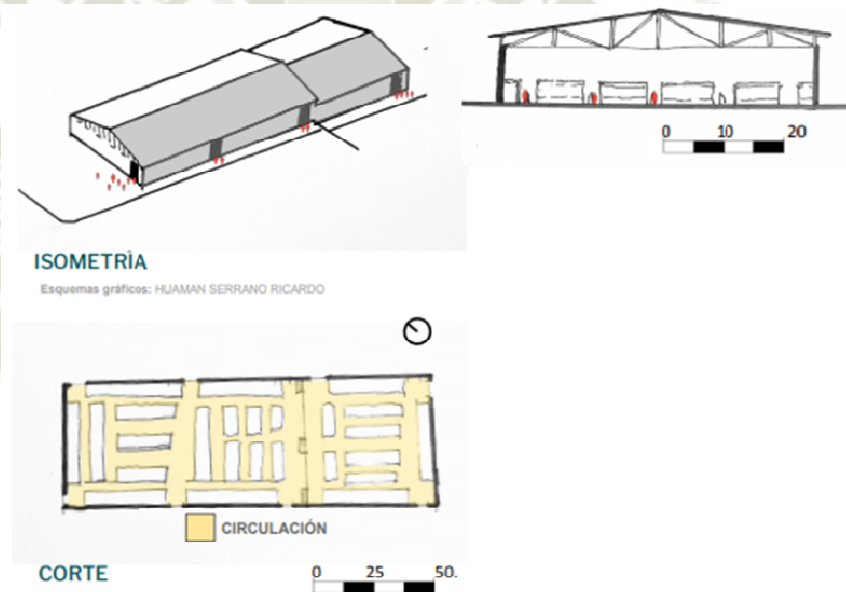 0 10 20
ISOMETRÌA
Esquemas gráficos: HUAMAN SERRANO RICARDO
CIRCULACIÓN
CORTE
0 25 50.